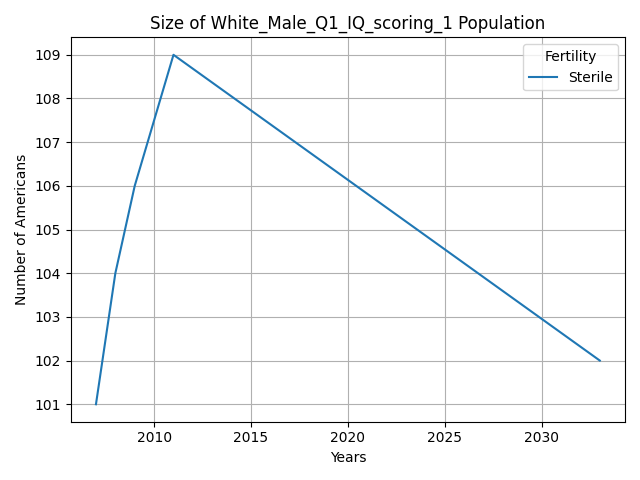 Size of White_Male_Q1_IQ_scoring_1 Population
Fertility
Sterile
Number of Americans
109
108
107
106
105
104
103
102
101
2010 2015 2020 2025 2030
Years